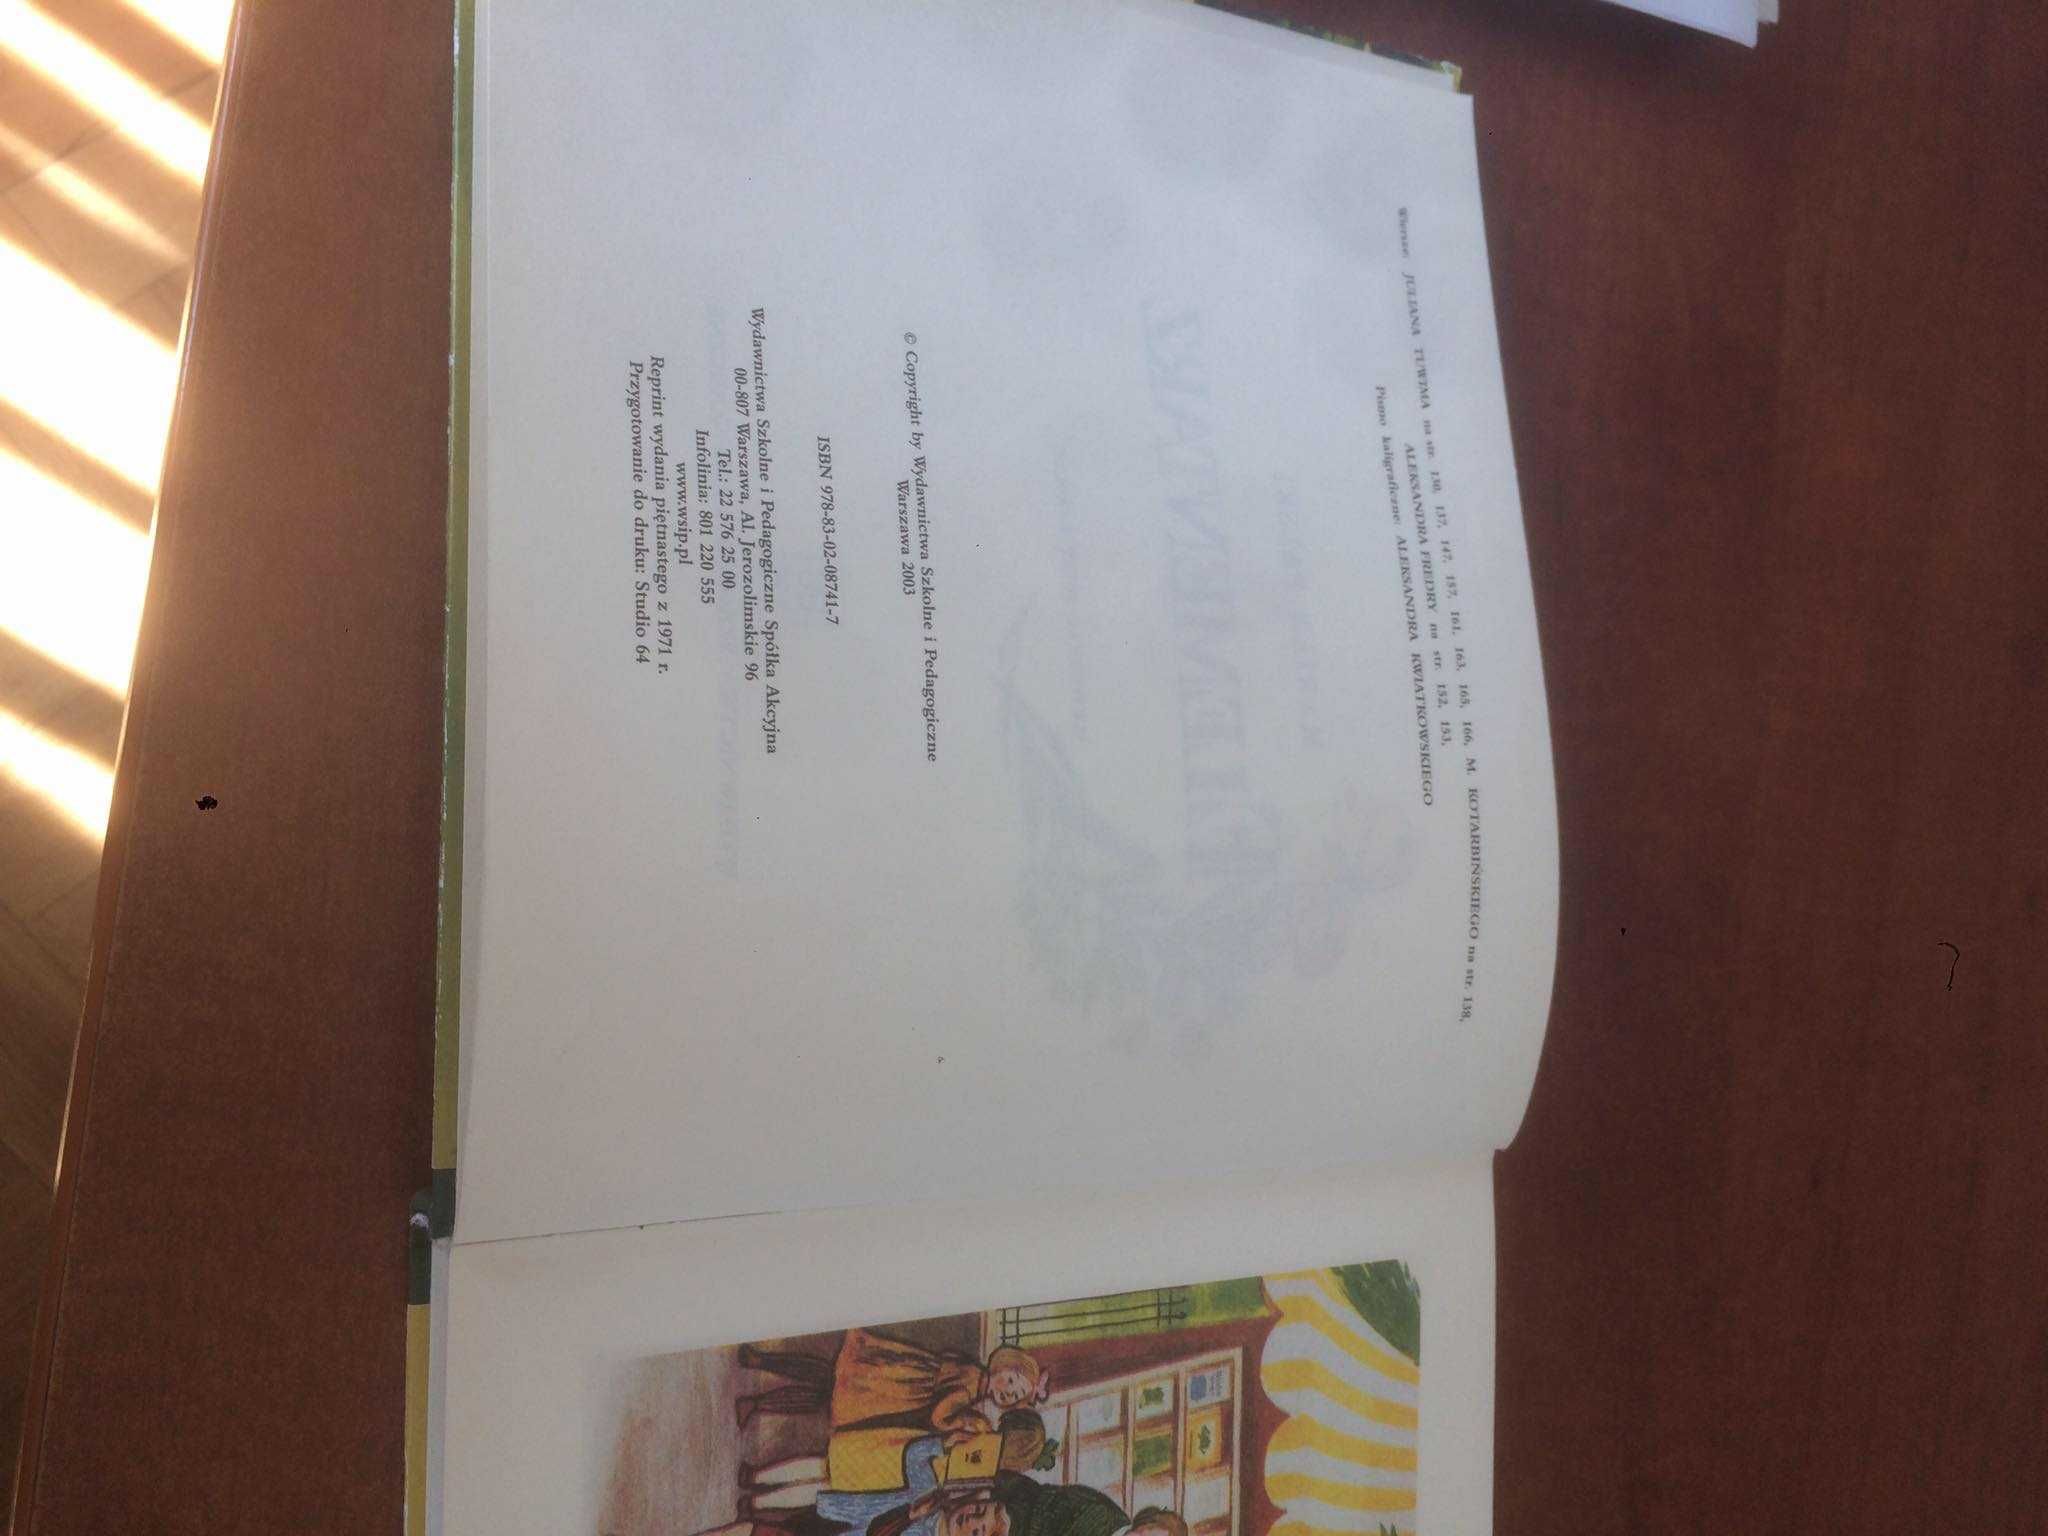 Wiersze: JULIANA TUWIMA na str. 130, 137, 147, 157, 161, 163, 165, 166, M. KOTARBIŃSKIEGO na str. 138,
ALEKSANDRA FREDRY na str. 152, 153,
Pismo kaligraficzne: ALEKSANDRA KWIATKOWSKIEGO
© Copyright by Wydawnictwa Szkolne i Pedagogiczne
Warszawa 2003
ISBN 978-83-02-08741-7
Wydawnictwa Szkolne i Pedagogiczne Spółka Akcyjna
00-807 Warszawa, Al. Jerozolimskie 96
Tel.: 22 576 25 00
Infolinia: 801 220 555
www.wsip.pl
Reprint wydania piętnastego z 1971 r.
Przygotowanie do druku: Studio 64